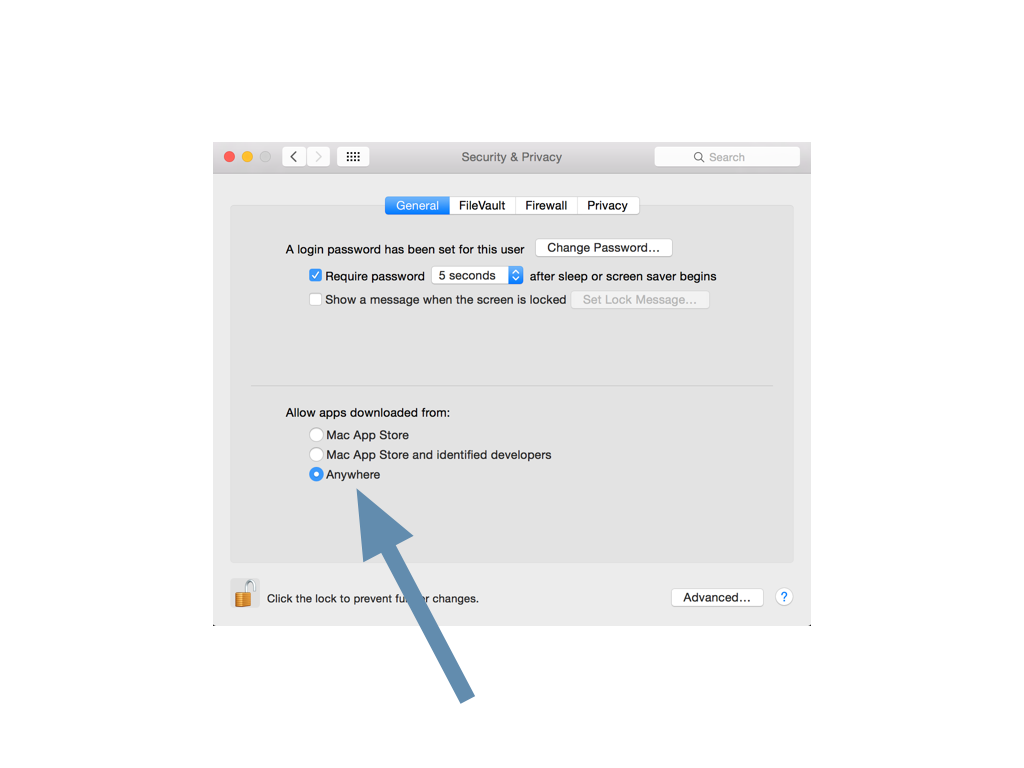 Security & Privacy
Search
General FileVault Firewall Privacy
A login password has been set for this user Change Password...
Require password 5 seconds after sleep or screen saver begins
Show a message when the screen is locked Set Lock Message...
Allow apps downloaded from:
Mac App Store
Mac App Store and identified developers
Anywhere
Click the lock to prevent changes.
Advanced... ?